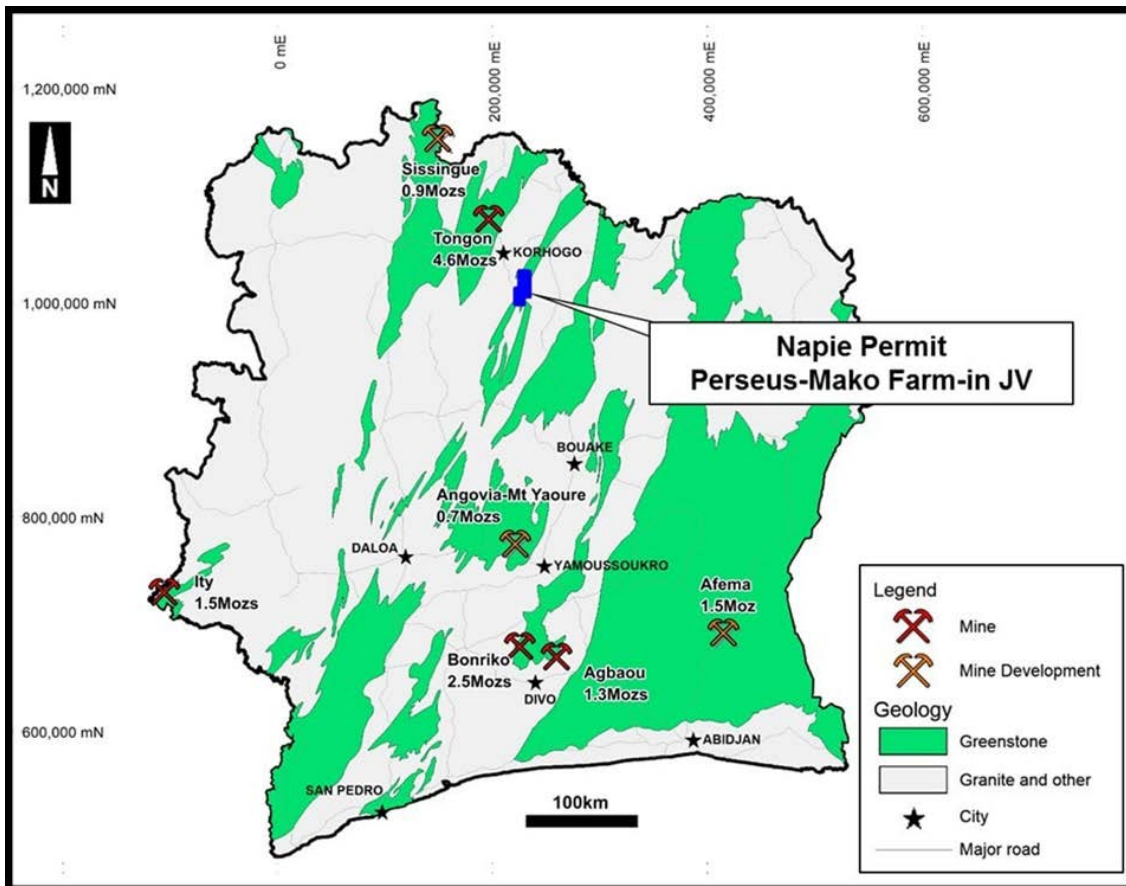 0 mE
200,000 mE
400,000 mE
600,000 mE
1,200,000 mN
1,000,000 mN
800,000 mN
600,000 mN
N
Sissingue
0.9Mozs
Tongon
4.6Mozs
KORHOGO
Napie Permit
Perseus-Mako Farm-in JV
BOUAKE
Angovia-Mt Yaoure
0.7Mozs
DALOA
YAMOUSSOUKRO
Ity
1.5Mozs
Afema
1.5Moz
Bonriko
2.5Mozs
Agbaou
1.3Mozs
DIVO
ABIDJAN
SAN PEDRO
100km
Legend
Mine
Mine Development
Geology
Greenstone
Granite and other
City
Major road